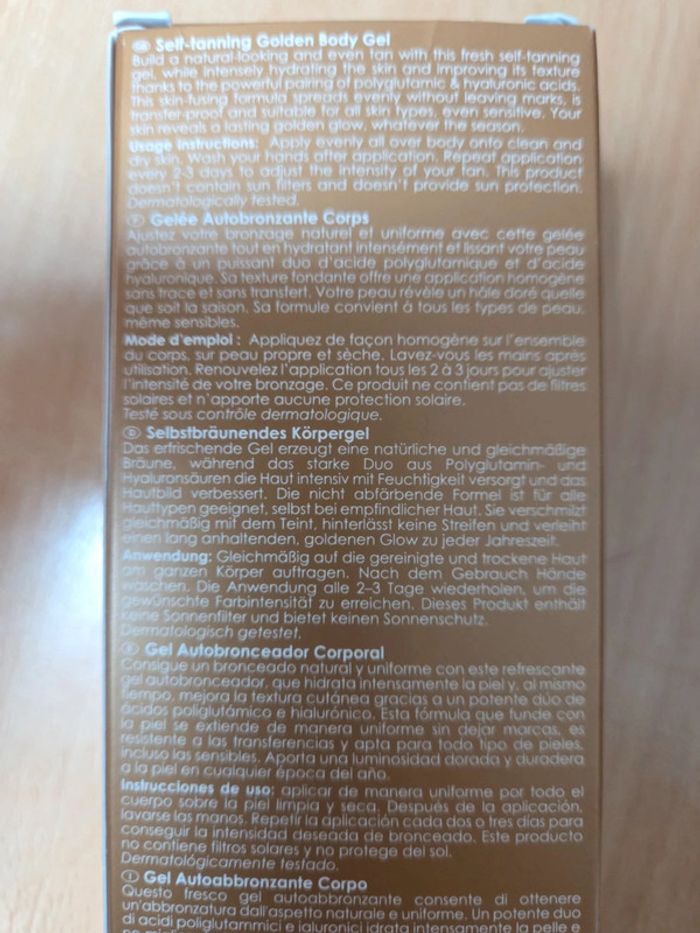 GB Self-tanning Golden Body Gel
Build a natural-looking and even tan with this fresh self-tanning
gel, while intensely hydrating the skin and improving its texture
thanks to the powerful pairing of polyglutamic & hyaluronic acids.
This skin-fusing formula spreads evenly without leaving marks, is
transfer-proof and suitable for all skin types, even sensitive. Your
skin reveals a lasting golden glow, whatever the season.
Usage Instructions: Apply evenly all over body onto clean and
dry skin. Wash your hands after application. Repeat application
every 2-3 days to adjust the intensity of your tan. This product
doesn't contain sun filters and doesn't provide sun protection.
Dermatologically tested.
F Gelée Autobronzante Corps
Ajustez votre bronzage naturel et uniforme avec cette gelée
autobronzante tout en hydratant intensément et lissant votre peau
grâce à un puissant duo d'acide polyglutamique et d'acide
hyaluronique. Sa texture fondante offre une application homogène
sans trace et sans transfert. Votre peau révèle un hâle doré quelle
que soit la saison. Sa formule convient à tous les types de peau,
même sensibles.
Mode d'emploi : Appliquez de façon homogène sur l'ensemble
du corps, sur peau propre et sèche. Lavez-vous les mains après
utilisation. Renouvelez l'application tous les 2 à 3 jours pour ajuster
l'intensité de votre bronzage. Ce produit ne contient pas de filtres
solaires et n'apporte aucune protection solaire.
Testé sous contrôle dermatologique.
D Selbstbräunendes Körpergel
Das erfrischende Gel erzeugt eine natürliche und gleichmäßige
Bräune, während das starke Duo aus Polyglutamin- und
Hyaluronsäuren die Haut intensiv mit Feuchtigkeit versorgt und das
Hautbild verbessert. Die nicht abfärbende Formel ist für alle
Hauttypen geeignet, selbst bei empfindlicher Haut. Sie verschmilzt
gleichmäßig mit dem Teint, hinterlässt keine Streifen und verleiht
einen lang anhaltenden, goldenen Glow zu jeder Jahreszeit.
Anwendung: Gleichmäßig auf die gereinigte und trockene Haut
am ganzen Körper auftragen. Nach dem Gebrauch Hände
waschen. Die Anwendung alle 2–3 Tage wiederholen, um die
gewünschte Farbintensität zu erreichen. Dieses Produkt enthält
keine Sonnenfilter und bietet keinen Sonnenschutz.
Dermatologisch getestet.
E Gel Autobronceador Corporal
Consigue un bronceado natural y uniforme con este refrescante
gel autobronceador, que hidrata intensamente la piel y, al mismo
tiempo, mejora la textura cutánea gracias a un potente dúo de
ácidos poliglutámico e hialurónico. Esta fórmula que funde con
la piel se extiende de manera uniforme sin dejar marcas, es
resistente a las transferencias y apta para todo tipo de pieles,
incluso las sensibles. Aporta una luminosidad dorada y duradera
a la piel en cualquier época del año.
Instrucciones de uso: aplicar de manera uniforme por todo el
cuerpo sobre la piel limpia y seca. Después de la aplicación,
lavarse las manos. Repetir la aplicación cada dos o tres días para
conseguir la intensidad deseada de bronceado. Este producto
no contiene filtros solares y no protege del sol.
Dermatológicamente testado.
I Gel Autoabbronzante Corpo
Questo fresco gel autoabbronzante consente di ottenere
un'abbronzatura dall'aspetto naturale e uniforme. Un potente duo
di acidi poliglutammici e ialuronici idrata intensamente la pelle e